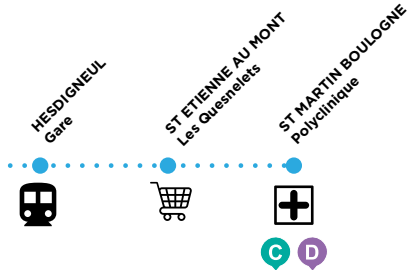 HESDIGNEUL
Gare
ST ETIENNE AU MONT
Les Quesnelets
ST MARTIN BOULOGNE
Polyclinique
C D